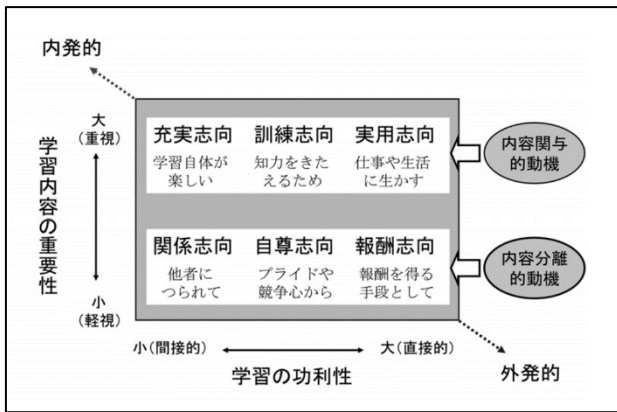 内発的
大
(重視)
学習内容の重要性
小
(軽視)
充実志向
学習自体が
楽しい
訓練志向
知力をきた
えるため
実用志向
仕事や生活
に生かす
内容関与
的動機
関係志向
他者に
つられて
自尊志向
プライドや
競争心から
報酬志向
報酬を得る
手段として
内容分離
的動機
小(間接的)
大(直接的)
学習の功利性
外発的